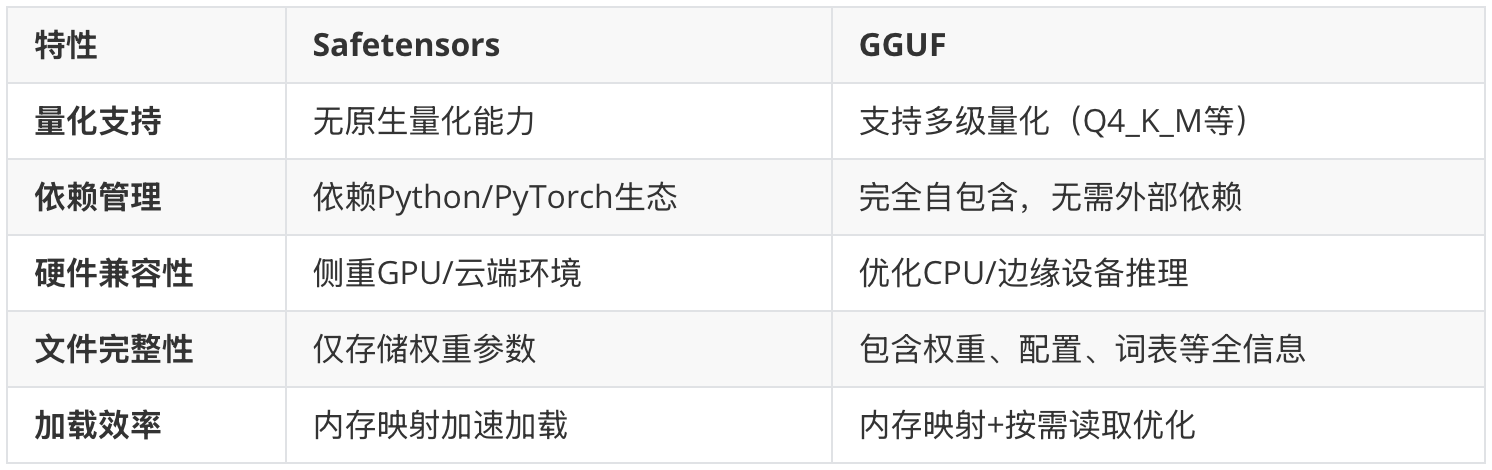 特性 Safetensors GGUF
量化支持 无原生量化能力 支持多级量化（Q4_K_M等）
依赖管理 依赖Python/PyTorch生态 完全自包含，无需外部依赖
硬件兼容性 侧重GPU/云端环境 优化CPU/边缘设备推理
文件完整性 仅存储权重参数 包含权重、配置、词表等全信息
加载效率 内存映射加速加载 内存映射+按需读取优化